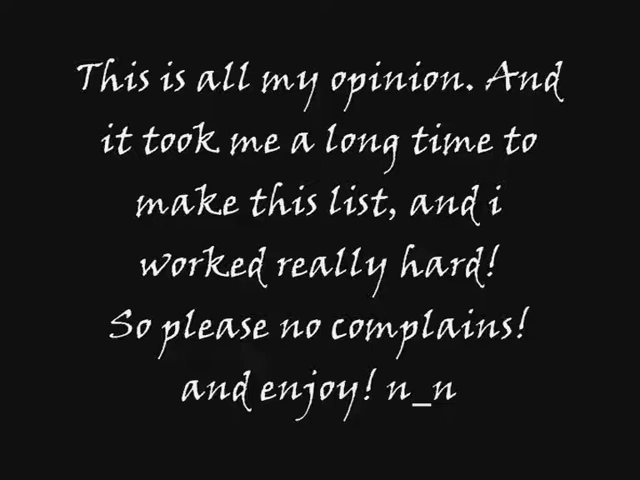 This is all my opinion. And
it took me a long time to
make this list, and i
worked really hard!
So please no complains!
and enjoy! n_n